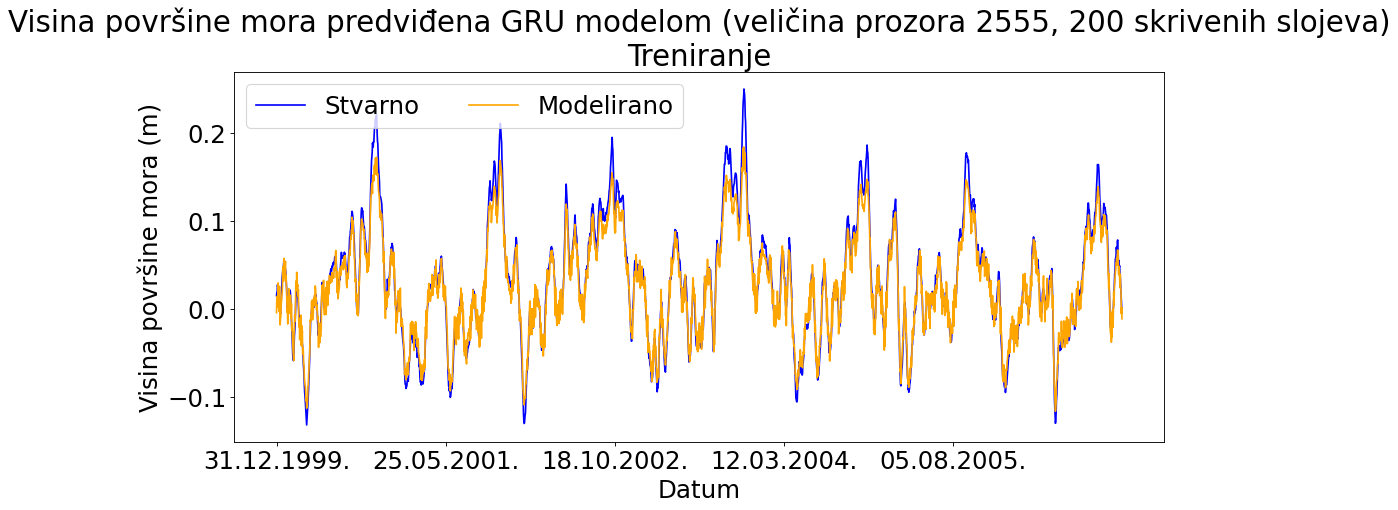 Visina površine mora predviđena GRU modelom (veličina prozora 2555, 200 skrivenih slojeva)
Treniranje
Stvarno
Modelirano
Visina površine mora (m)
0.2
0.1
0.0
−0.1
31.12.1999.
25.05.2001.
18.10.2002.
12.03.2004.
05.08.2005.
Datum